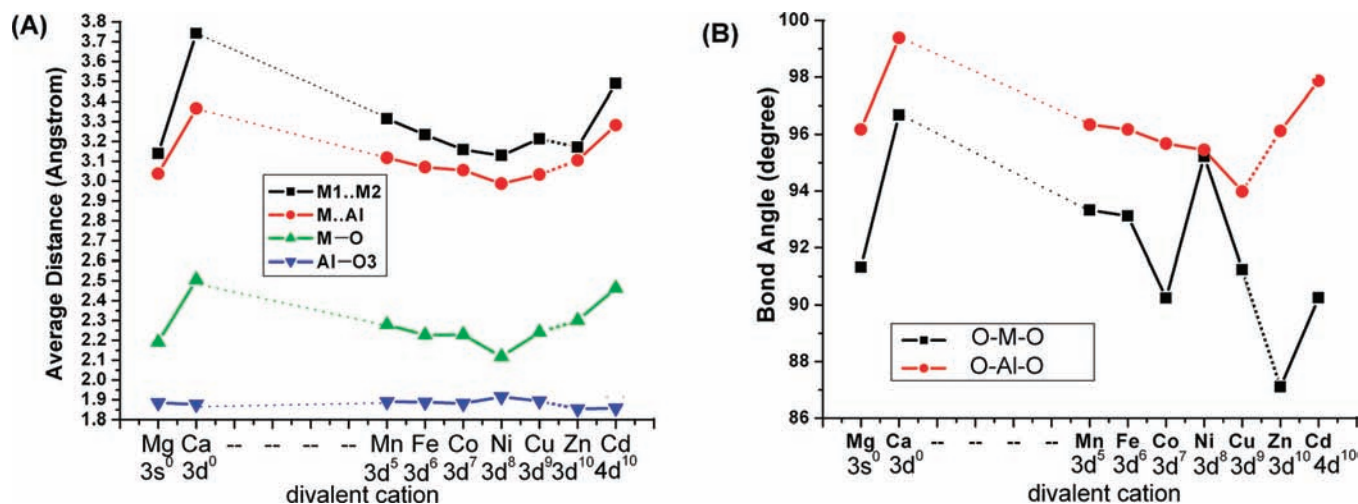 (A)
Average Distance (Angstrom)
3.8
3.7
3.6
3.5
3.4
3.3
3.2
3.1
3.0
2.9
2.8
2.7
2.6
2.5
2.4
2.3
2.2
2.1
2.0
1.9
1.8
M1..M2
M..Al
M—O
Al—O3
Mg Ca -- -- -- -- Mn Fe Co Ni Cu Zn Cd
3s⁰ 3d⁰ 3d⁵ 3d⁶ 3d⁷ 3d⁸ 3d⁹ 3d¹⁰ 4d¹⁰
divalent cation
(B)
Bond Angle (degree)
100
98
96
94
92
90
88
86
O-M-O
O-Al-O
Mg Ca -- -- -- -- Mn Fe Co Ni Cu Zn Cd
3s⁰ 3d⁰ 3d⁵ 3d⁶ 3d⁷ 3d⁸ 3d⁹ 3d¹⁰ 4d¹⁰
divalent cation